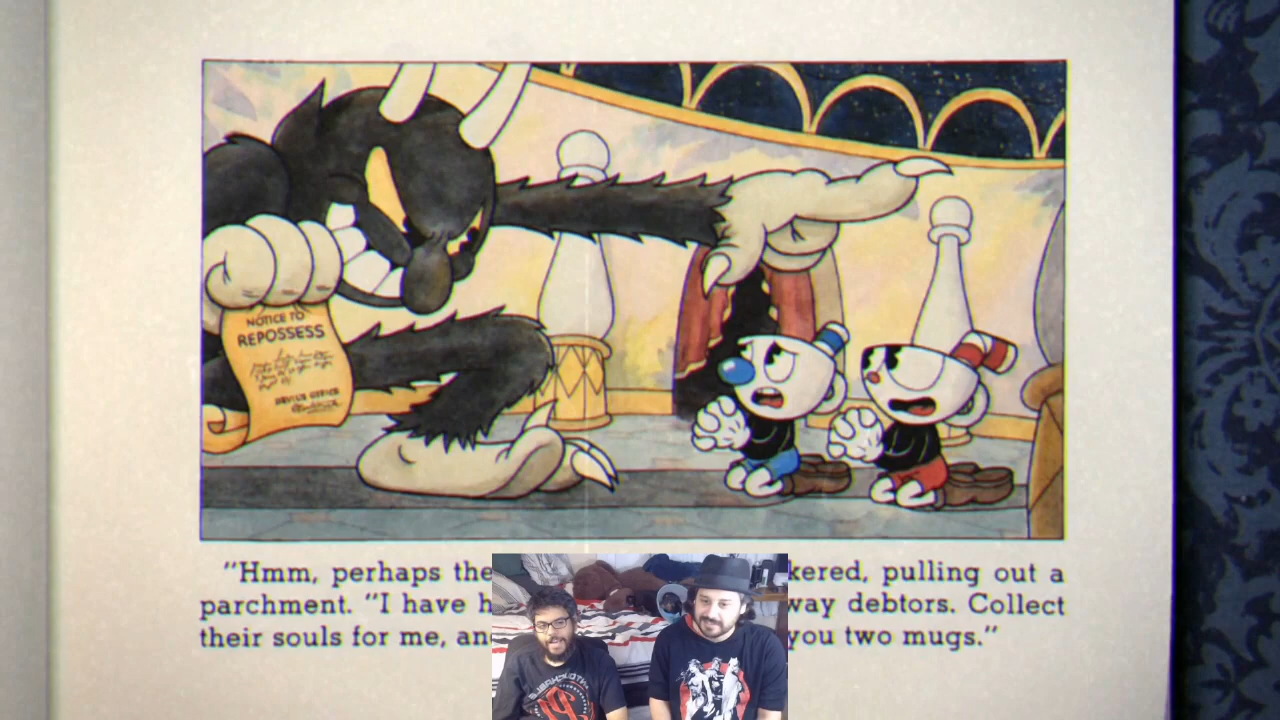 NOTICE TO
REPOSSESS
"Hmm, perhaps the kered, pulling out a
parchment. "I have h way debtors. Collect
their souls for me, an you two mugs."